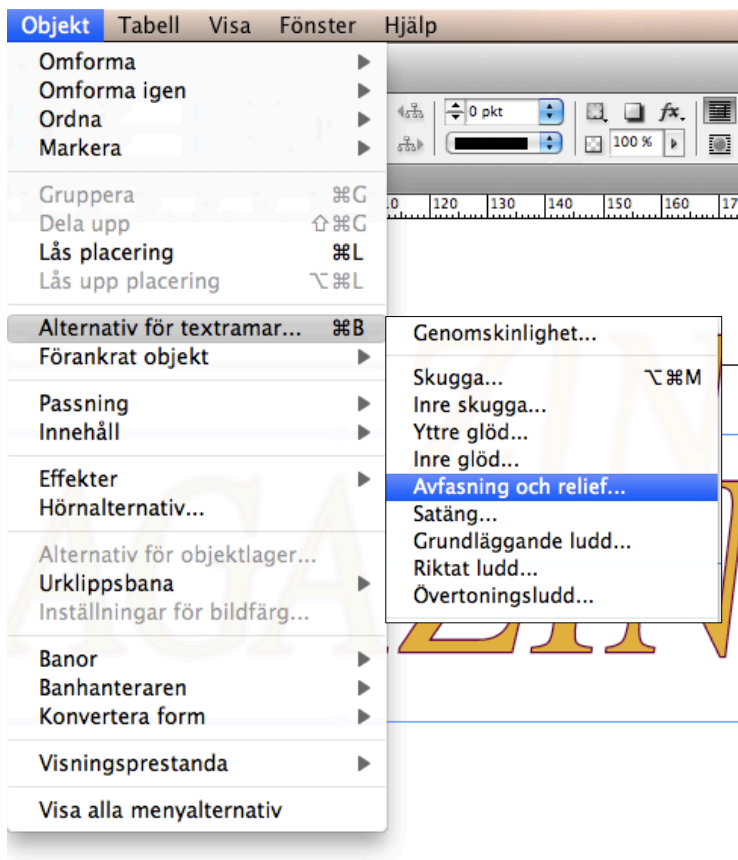 Objekt Tabell Visa Fönster Hjälp
Omforma
Omforma igen
Ordna
Markera
Gruppera ⌘G
Dela upp ⇧⌘G
Lås placering ⌘L
Lås upp placering ⌥⌘L
Alternativ för textramar... ⌘B
Förankrat objekt
Passning
Innehåll
Effekter
Hörnalternativ...
Alternativ för objektlager...
Urklippsbana
Inställningar för bildfärg...
Banor
Banhanteraren
Konvertera form
Visningsprestanda
Visa alla menyalternativ
0 pkt
fx.
100 %
120 130 140 150 160
Genomskinlighet...
Skugga... ⌥⌘M
Inre skugga...
Yttre glöd...
Inre glöd...
Avfasning och relief...
Satäng...
Grundläggande ludd...
Riktat ludd...
Övertoningsludd...
AGAZIN